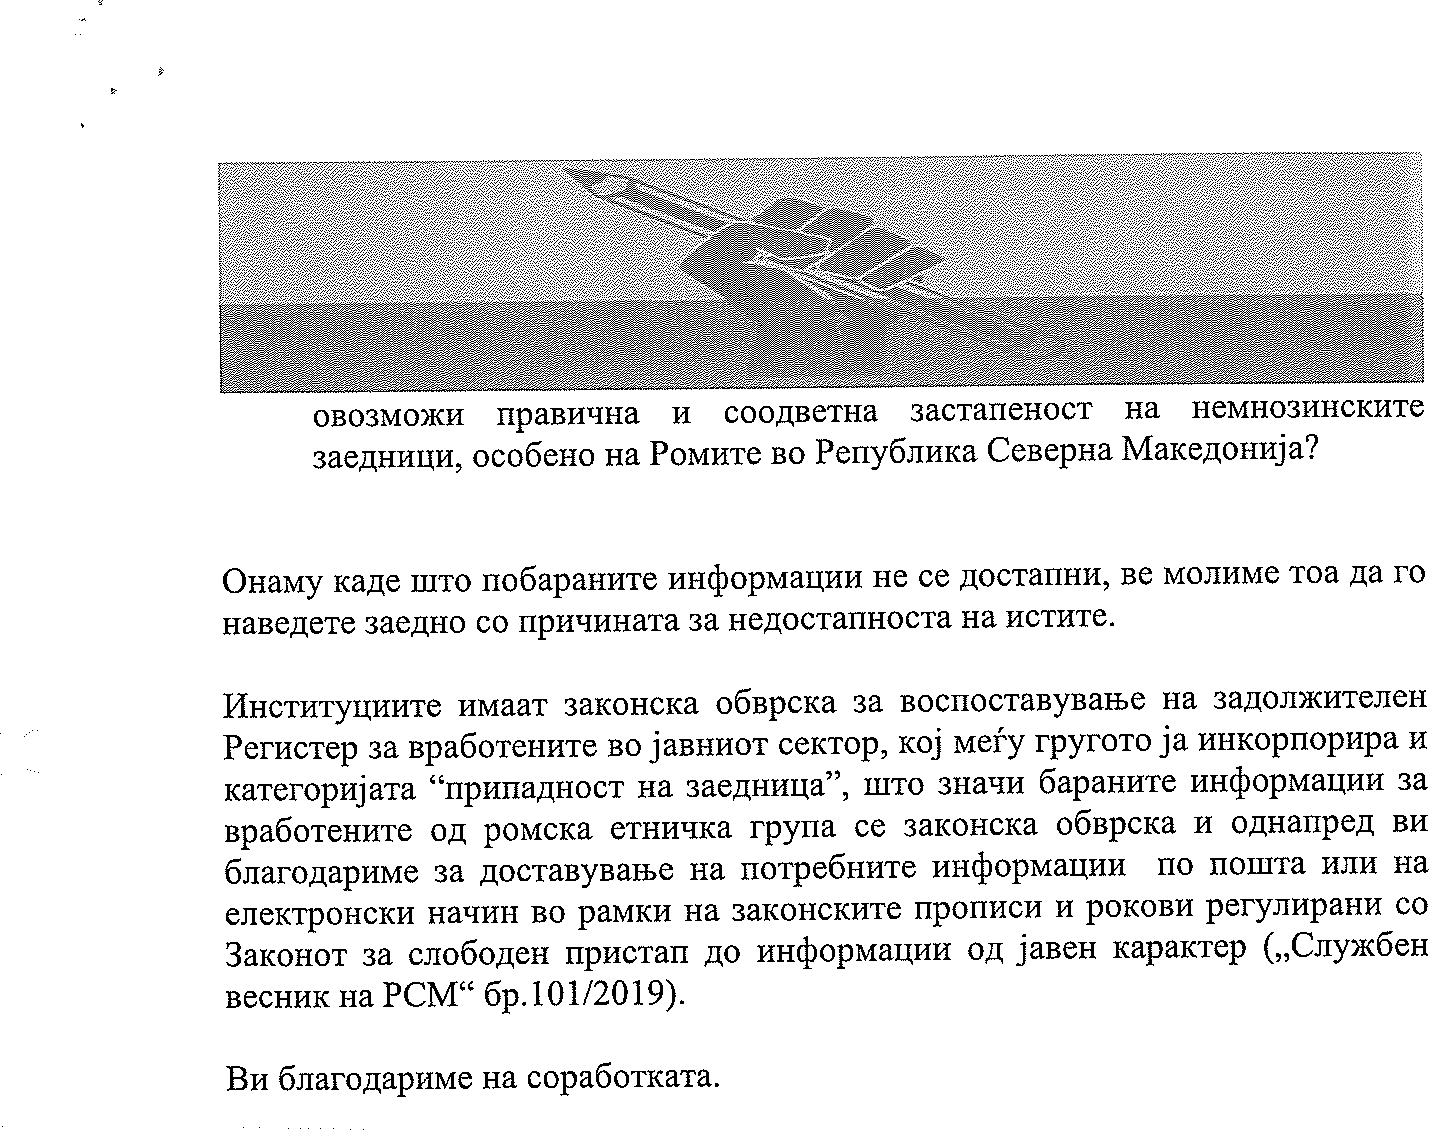 овозможи правична и соодветна застапеност на немнозинските
заедници, особено на Ромите во Република Северна Македонија?
Онаму каде што побараните информации не се достапни, ве молиме тоа да го
наведете заедно со причината за недостапноста на истите.
Институциите имаат законска обврска за воспоставување на задолжителен
Регистер за вработените во јавниот сектор, кој меѓу гругото ја инкорпорира и
категоријата “припадност на заедница”, што значи бараните информации за
вработените од ромска етничка група се законска обврска и однапред ви
благодариме за доставување на потребните информации по пошта или на
електронски начин во рамки на законските прописи и рокови регулирани со
Законот за слободен пристап до информации од јавен карактер („Службен
весник на РСМ“ бр.101/2019).
Ви благодариме на соработката.